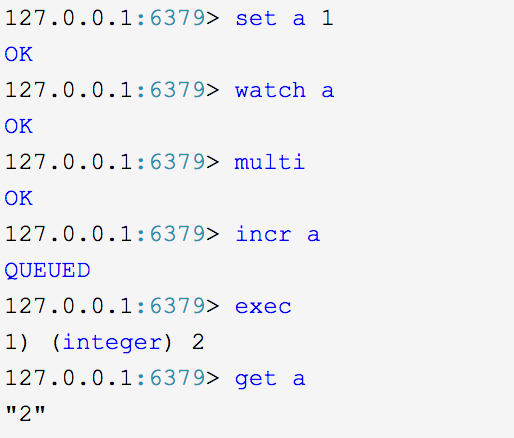 127.0.0.1:6379> set a 1
OK
127.0.0.1:6379> watch a
OK
127.0.0.1:6379> multi
OK
127.0.0.1:6379> incr a
QUEUED
127.0.0.1:6379> exec
1) (integer) 2
127.0.0.1:6379> get a
"2"